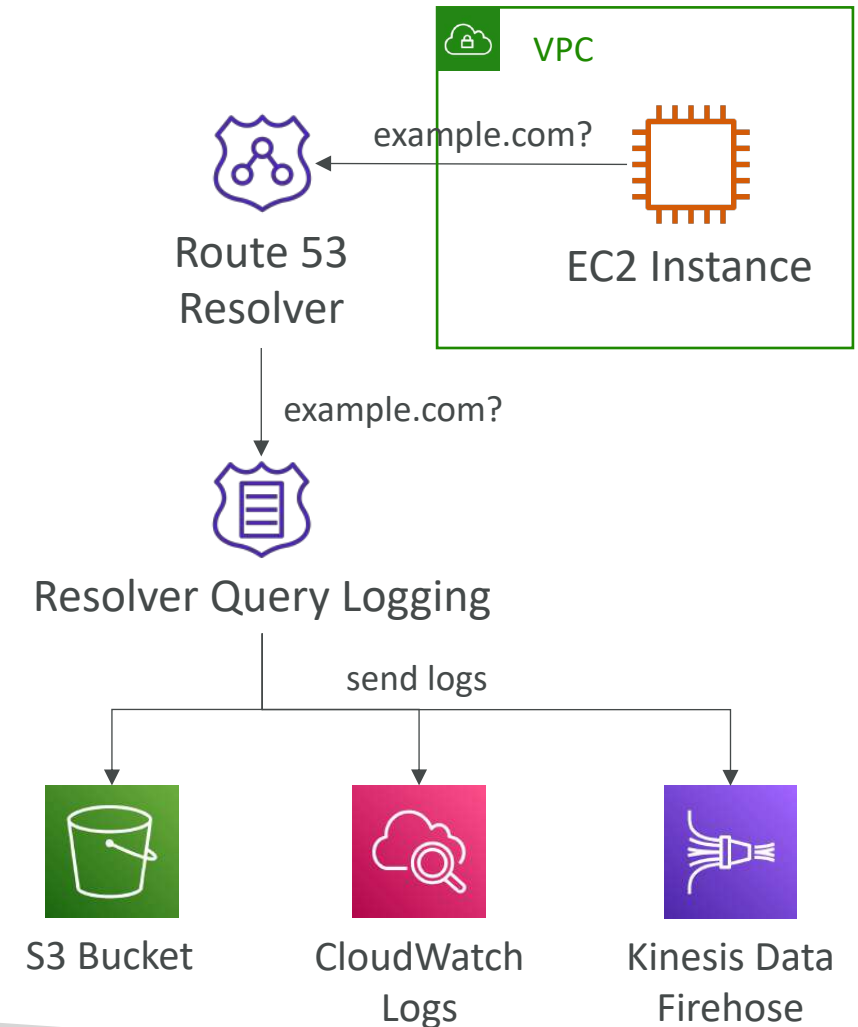 VPC
example.com?
Route 53
Resolver
EC2 Instance
example.com?
Resolver Query Logging
send logs
S3 Bucket
CloudWatch
Logs
Kinesis Data
Firehose